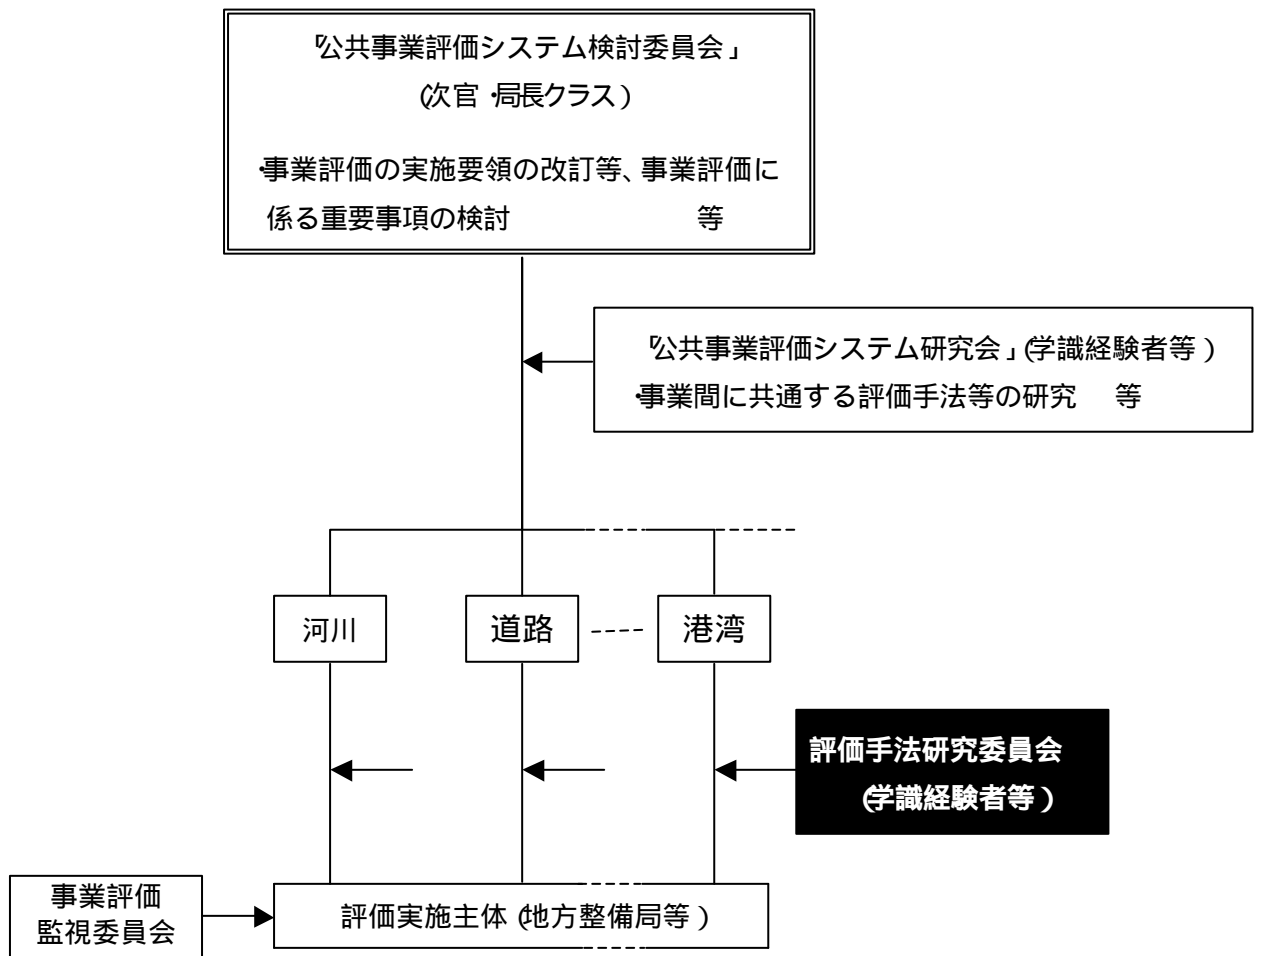 「公共事業評価システム検討委員会」
（次官・局長クラス）
・事業評価の実施要領の改訂等、事業評価に
係る重要事項の検討　　　　　　等
「公共事業評価システム研究会」（学識経験者等）
・事業間に共通する評価手法等の研究　等
河川
道路
港湾
評価手法研究委員会
（学識経験者等）
事業評価
監視委員会
評価実施主体（地方整備局等）